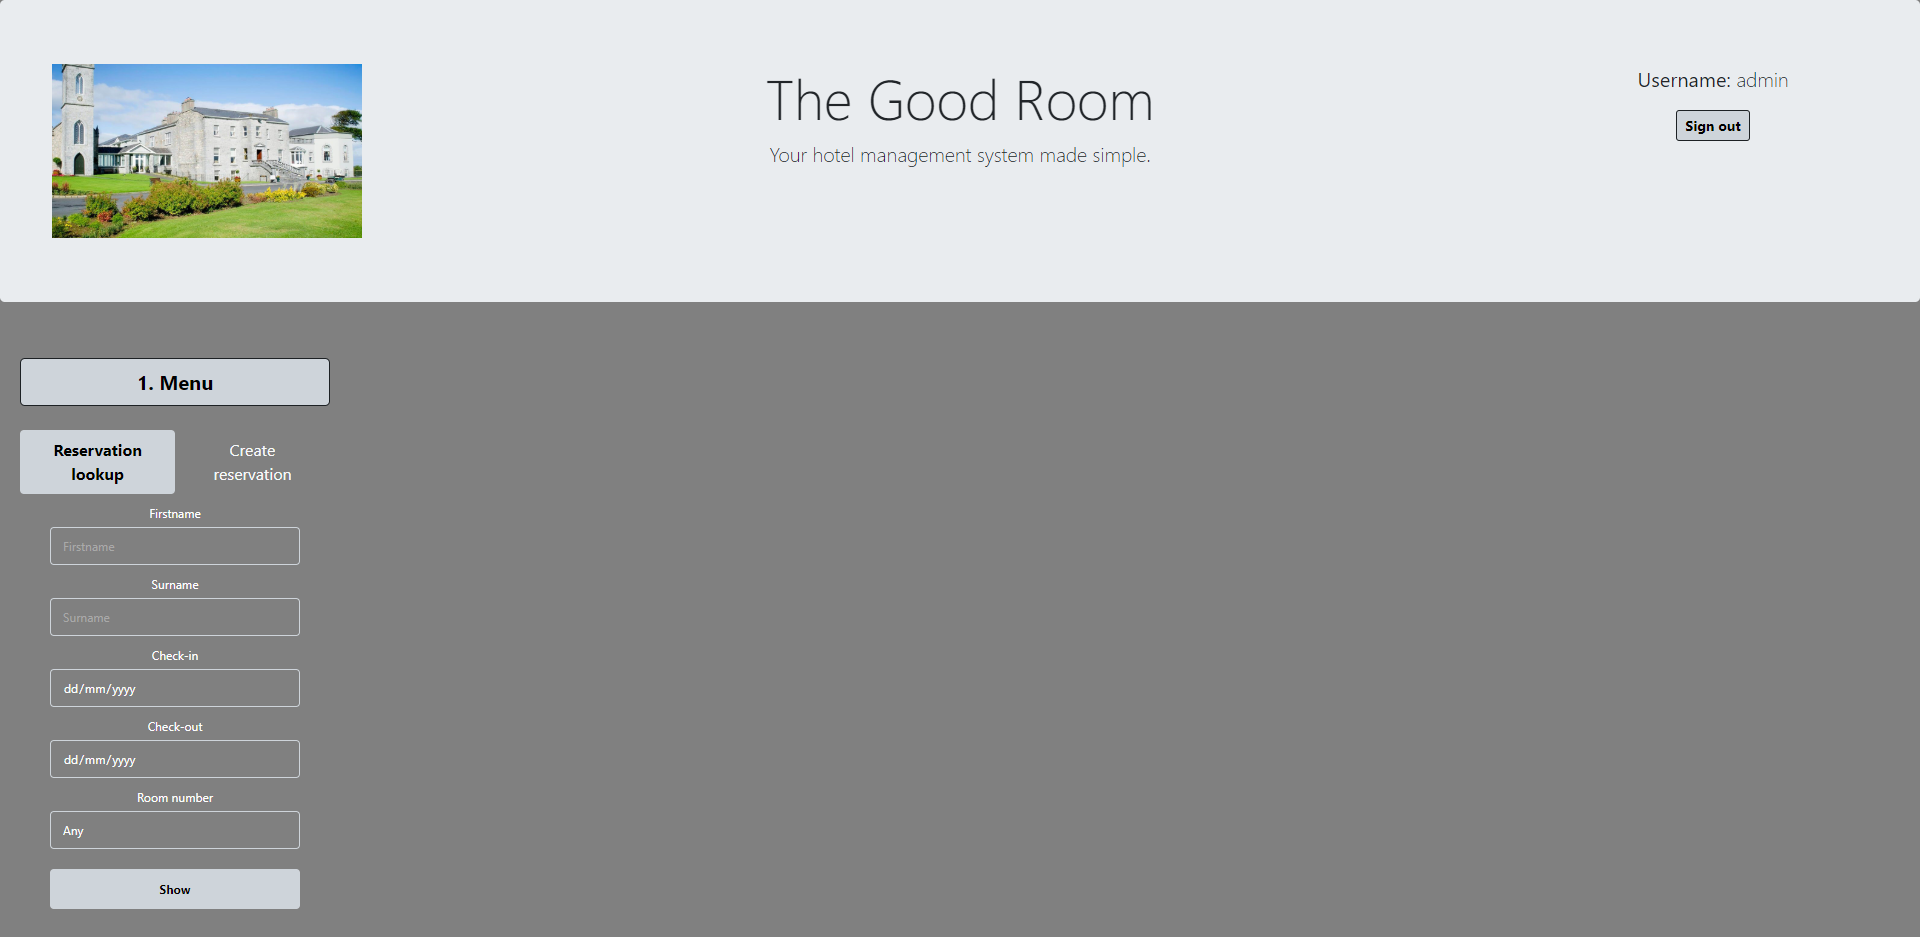 The Good Room
Your hotel management system made simple.
Username: admin
Sign out
1. Menu
Reservation
lookup
Create
reservation
Firstname
Firstname
Surname
Surname
Check-in
dd/mm/yyyy
Check-out
dd/mm/yyyy
Room number
Any
Show